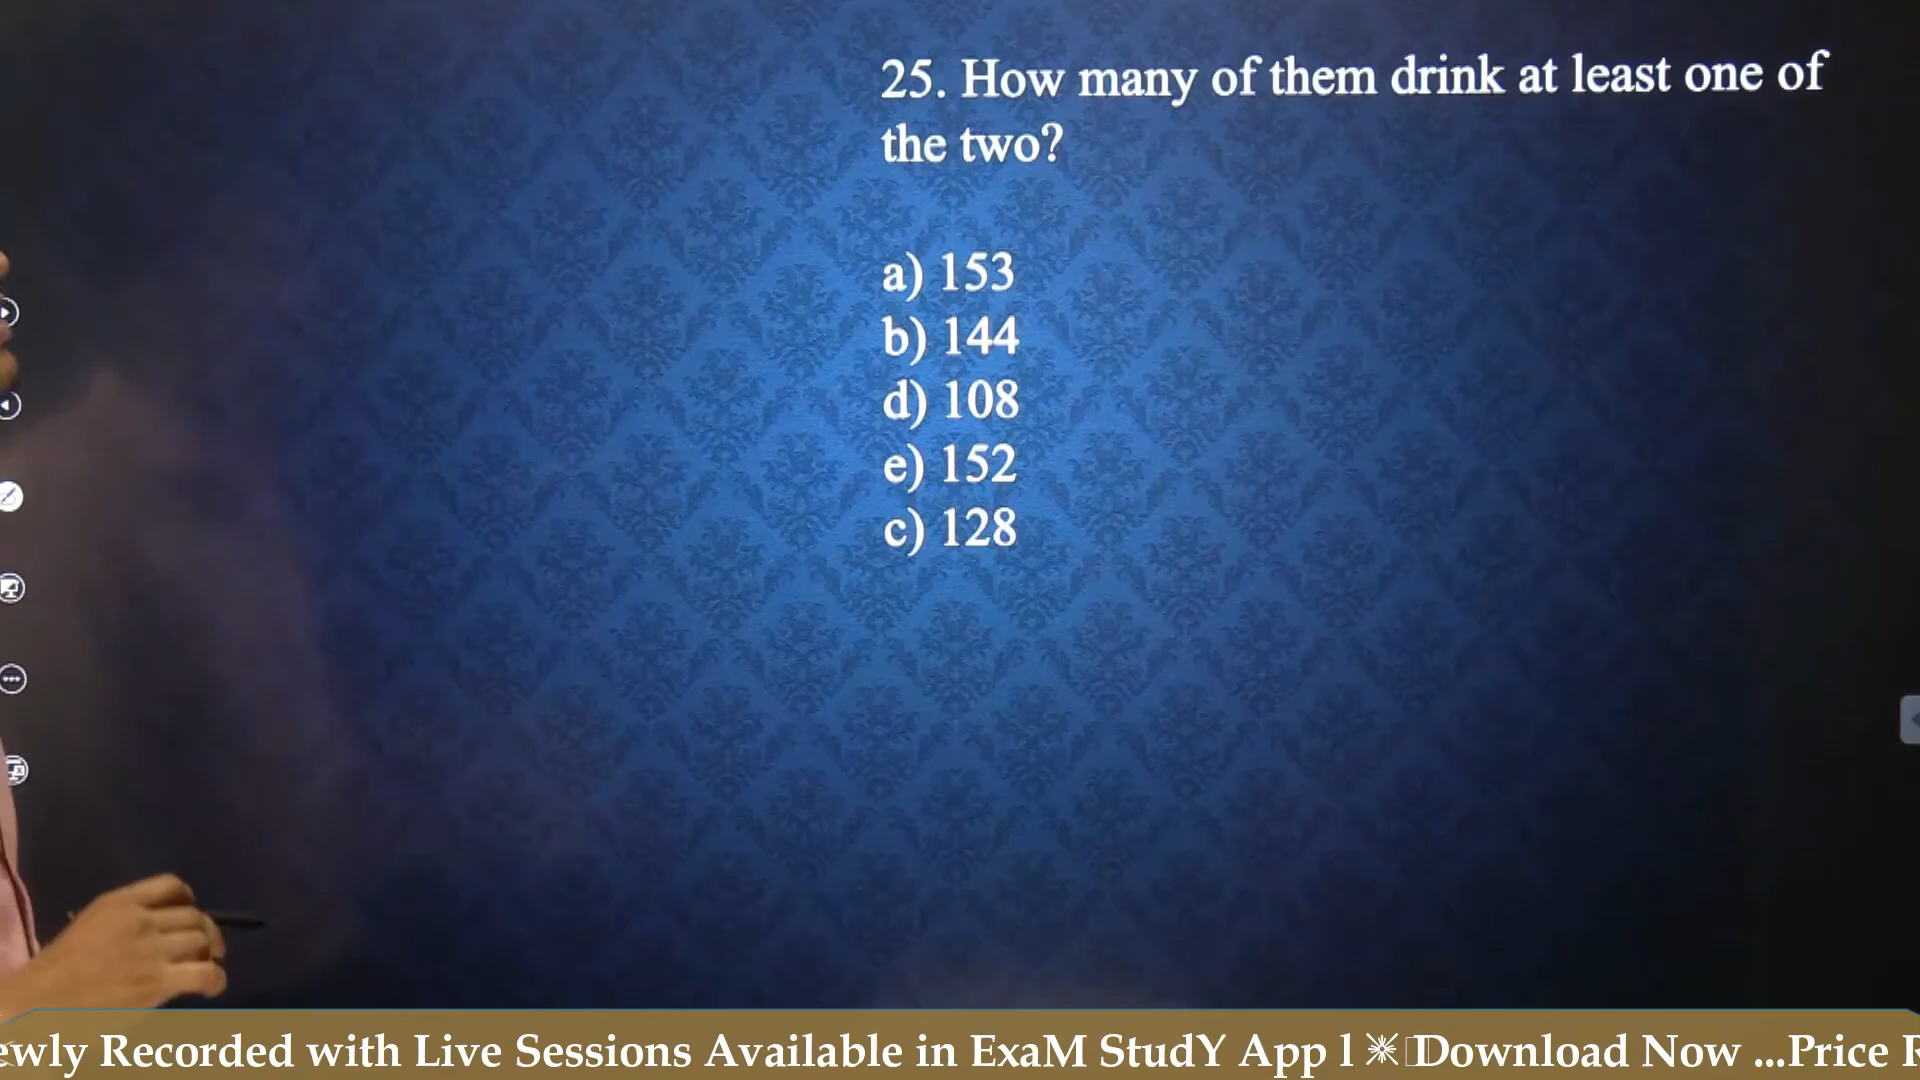 25. How many of them drink at least one of
the two?
a) 153
b) 144
d) 108
e) 152
c) 128
ewly Recorded with Live Sessions Available in ExaM StudY App l ✳ Download Now ...Price R